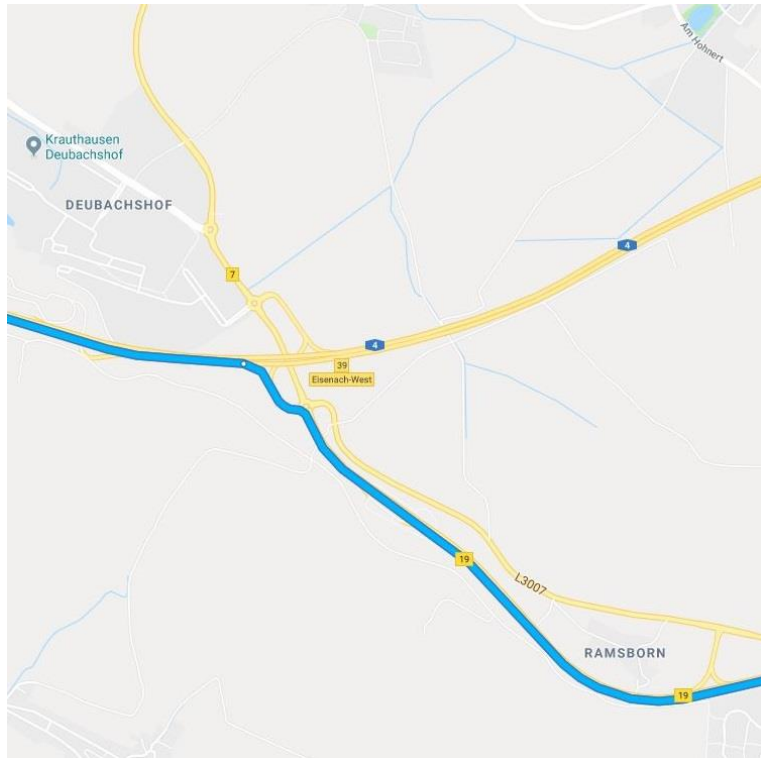 Am Hohnert
Krauthausen
Deubachshof
DEUBACHSHOF
4
7
4
39
Eisenach-West
19
L3007
RAMSBORN
19